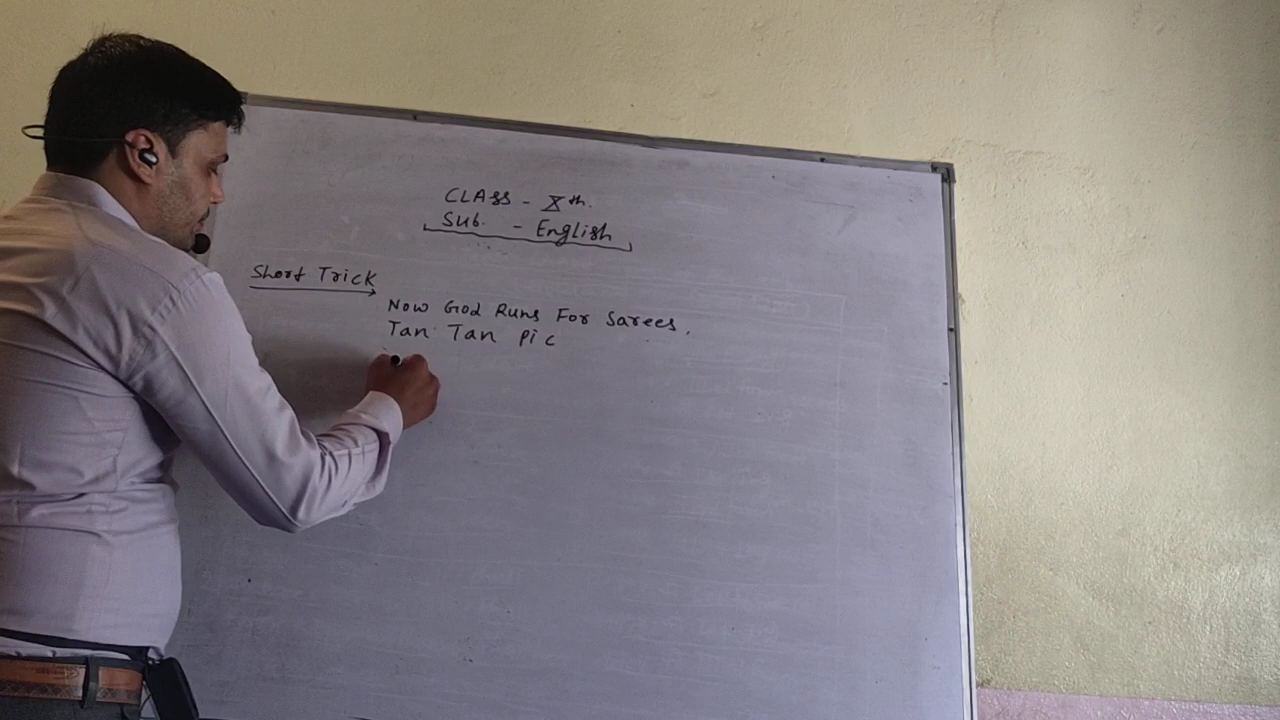 CLASS - Xth.
Sub. - English
Short Trick
Now God Runs For Sarees.
Tan Tan Pic